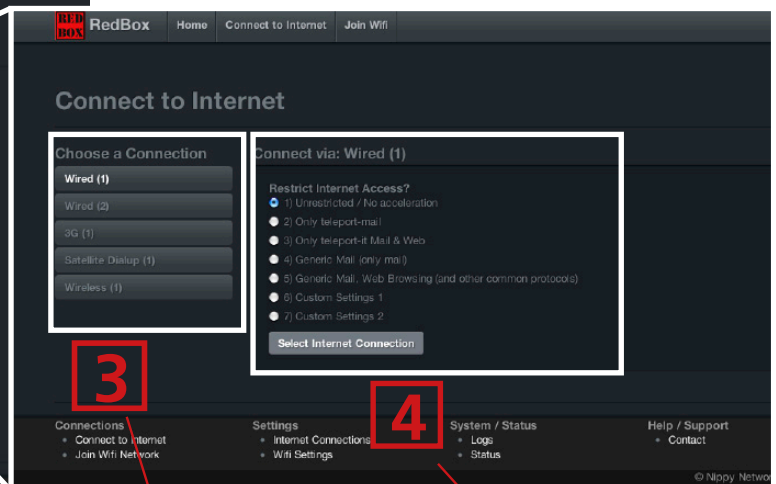 RED
BOX
RedBox Home Connect to Internet Join Wifi
Connect to Internet
Choose a Connection
Wired (1)
Wired (2)
3G (1)
Satellite Dialup (1)
Wireless (1)
Connect via: Wired (1)
Restrict Internet Access?
1) Unrestricted / No acceleration
2) Only teleport-mail
3) Only teleport-it Mail & Web
4) Generic Mail (only mail)
5) Generic Mail, Web Browsing (and other common protocols)
6) Custom Settings 1
7) Custom Settings 2
Select Internet Connection
3
4
Connections
Connect to Internet
Join Wifi Network
Settings
Internet Connections
Wifi Settings
System / Status
Logs
Status
Help / Support
Contact
© Nippy Networ